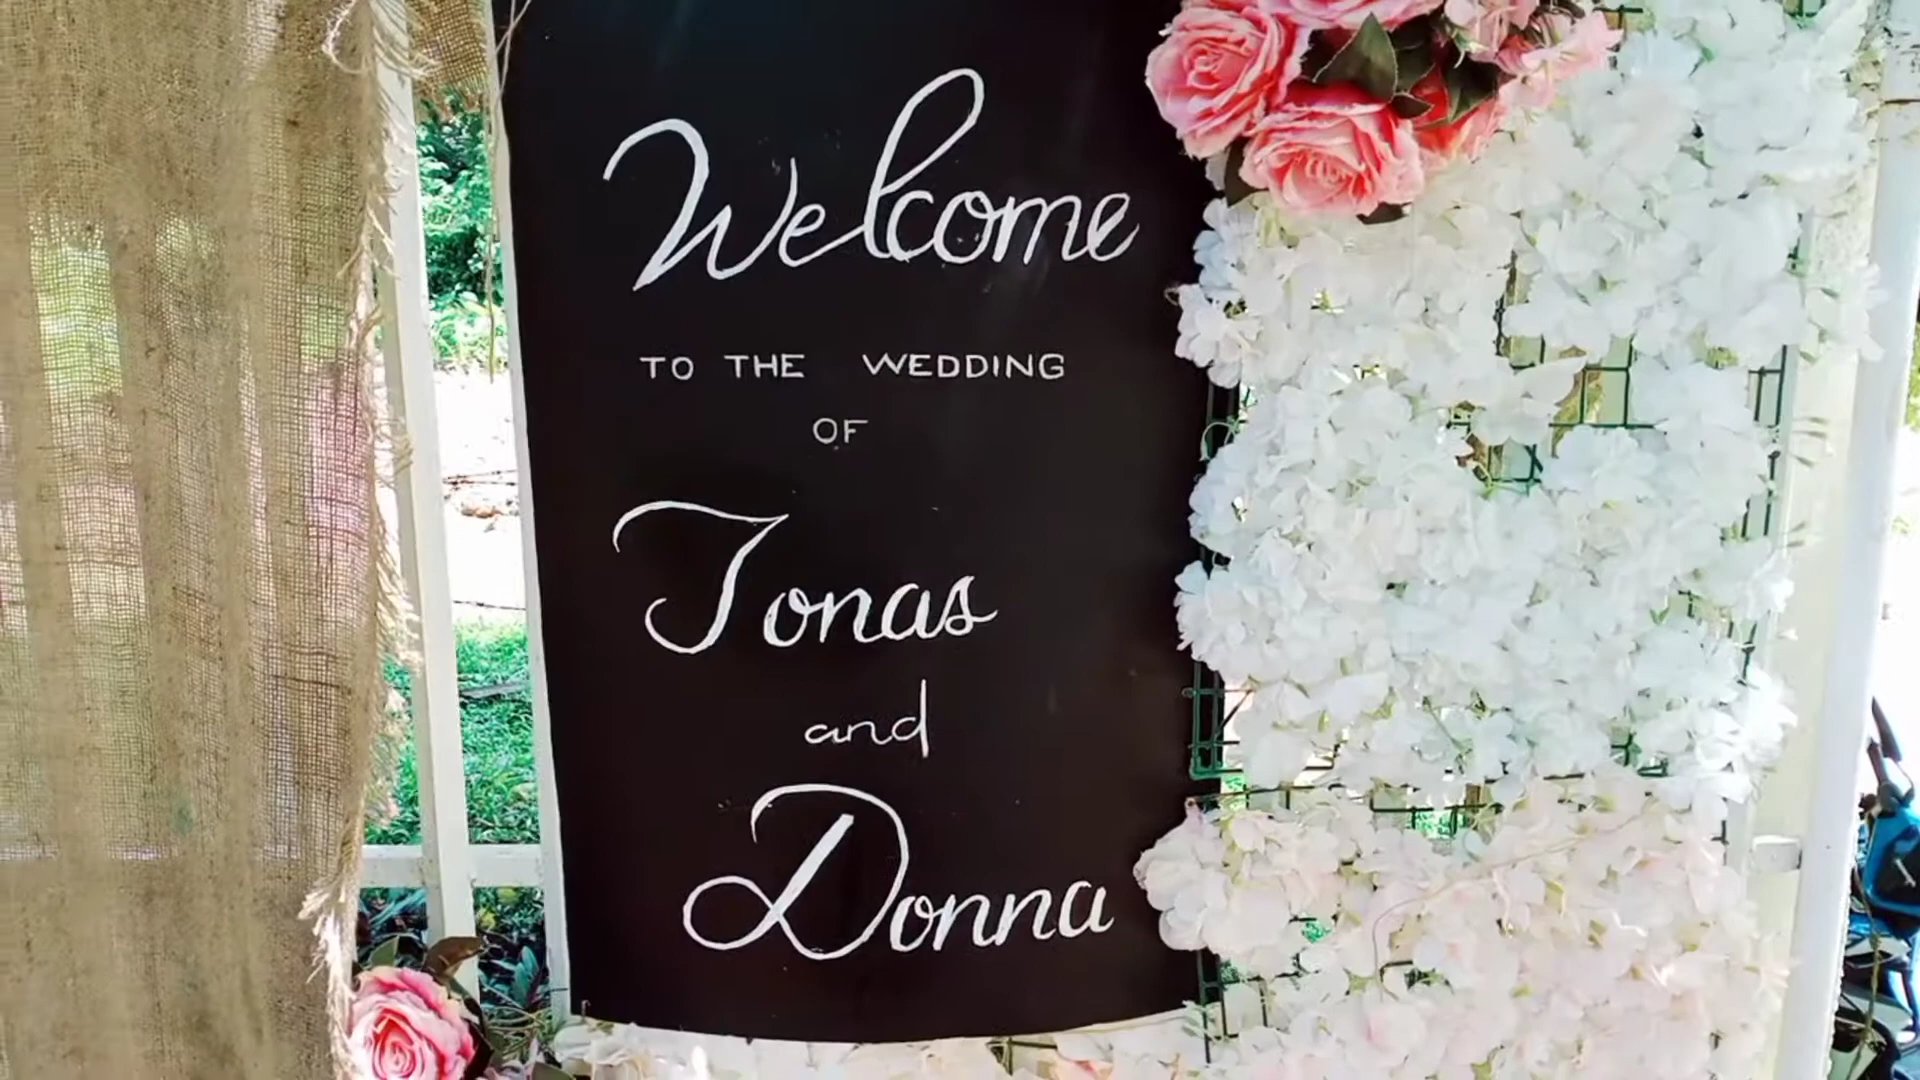 Welcome
TO THE WEDDING
OF
Jonas
and
Donna